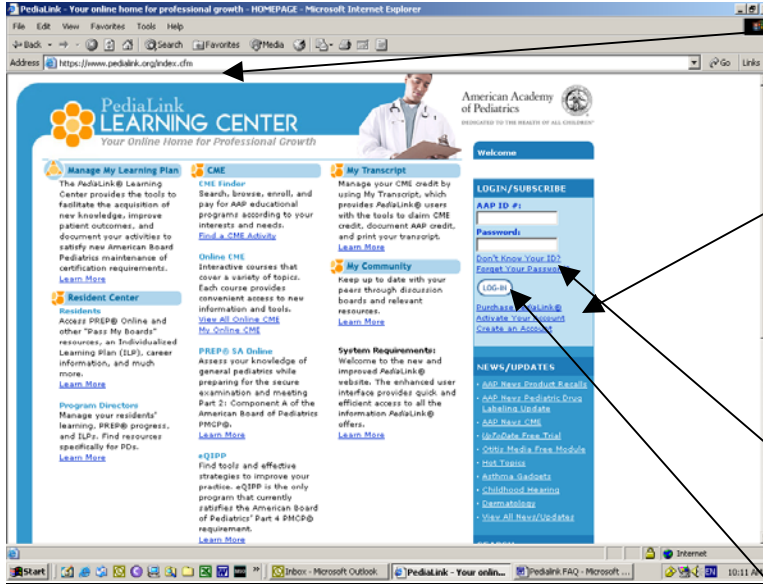 PediaLink - Your online home for professional growth - HOMEPAGE - Microsoft Internet Explorer
File Edit View Favorites Tools Help
Back Search Favorites Media
Address https://www.pedialink.org/index.cfm Go Links
PediaLink
LEARNING CENTER
Your Online Home for Professional Growth
American Academy
of Pediatrics
DEDICATED TO THE HEALTH OF ALL CHILDREN
Manage My Learning Plan
The PediaLink® Learning
Center provides the tools to
facilitate the acquisition of
new knowledge, improve
patient outcomes, and
document your activities to
satisfy new American Board
Pediatrics maintenance of
certification requirements.
Learn More
Resident Center
Residents
Access PREP® Online and
other "Pass My Boards"
resources, an Individualized
Learning Plan (ILP), career
information, and much
more.
Learn More
Program Directors
Manage your residents'
learning, PREP® progress,
and ILPs. Find resources
specifically for PDs.
Learn More
CME
CME Finder
Search, browse, enroll, and
pay for AAP educational
programs according to your
interests and needs.
Find a CME Activity
Online CME
Interactive courses that
cover a variety of topics.
Each course provides
convenient access to new
information and tools.
View All Online CME
My Online CME
PREP® SA Online
Assess your knowledge of
general pediatrics while
preparing for the secure
examination and meeting
Part 2: Component A of the
American Board of Pediatrics
PMCP®.
Learn More
eQIPP
Find tools and effective
strategies to improve your
practice. eQIPP is the only
program that currently
satisfies the American Board
of Pediatrics' Part 4 PMCP®
requirement.
Learn More
My Transcript
Manage your CME credit by
using My Transcript, which
provides PediaLink® users
with the tools to claim CME
credit, document AAP credit,
and print your transcript.
Learn More
My Community
Keep up to date with your
peers through discussion
boards and relevant
resources.
Learn More
System Requirements:
Welcome to the new and
improved PediaLink®
website. The enhanced user
interface provides quick and
efficient access to all the
information PediaLink®
offers.
Learn More
Welcome
LOGIN/SUBSCRIBE
AAP ID #:
Password:
Don't Know Your ID?
Forget Your Password
LOG-IN
Purchase PediaLink®
Activate Your Account
Create an Account
NEWS/UPDATES
· AAP News Product Recalls
· AAP News Pediatric Drug
Labeling Update
· AAP News CME
· UpToDate Free Trial
· Otitis Media Free Module
· Hot Topics
· Asthma Gadgets
· Childhood Hearing
· Dermatology
· View All News/Updates
Internet
Start Inbox - Microsoft Outlook PediaLink - Your onlin... Pedialink FAQ - Microsoft ... EN 10:11 AM